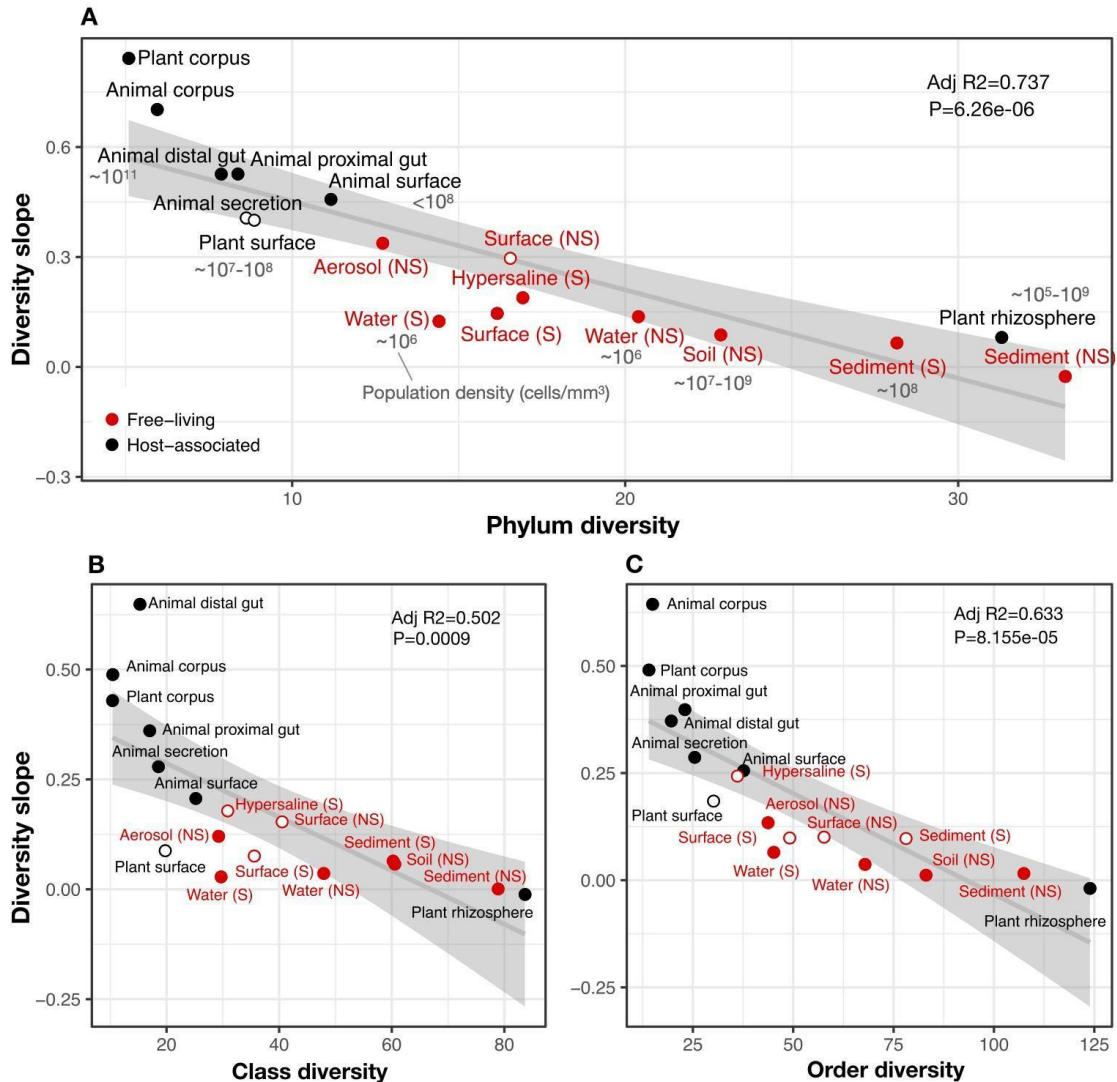 A
Plant corpus
Animal corpus
Adj R2=0.737
P=6.26e-06
0.6
Animal distal gut
Animal proximal gut
~10¹¹
Animal surface
<10⁸
Animal secretion
Plant surface
~10⁷-10⁸
Surface (NS)
Aerosol (NS)
Hypersaline (S)
0.3
~10⁵-10⁹
Plant rhizosphere
Water (S)
Surface (S)
Water (NS)
~10⁶
~10⁶
Soil (NS)
~10⁷-10⁹
Sediment (S)
~10⁸
Sediment (NS)
0.0
Population density (cells/mm³)
Free−living
Host−associated
−0.3
10
20
30
Diversity slope
Phylum diversity
B
Animal distal gut
Adj R2=0.502
P=0.0009
0.50
Animal corpus
Plant corpus
Animal proximal gut
Animal secretion
0.25
Animal surface
Hypersaline (S)
Surface (NS)
Aerosol (NS)
Plant surface
Sediment (S)
Soil (NS)
Surface (S)
Water (S)
Water (NS)
Sediment (NS)
0.00
Plant rhizosphere
−0.25
20
40
60
80
Diversity slope
Class diversity
C
Animal corpus
Adj R2=0.633
P=8.155e-05
0.50
Plant corpus
Animal proximal gut
Animal distal gut
Animal secretion
Animal surface
0.25
Hypersaline (S)
Plant surface
Aerosol (NS)
Surface (NS)
Surface (S)
Sediment (S)
Water (S)
Soil (NS)
Water (NS)
Sediment (NS)
0.00
Plant rhizosphere
−0.25
25
50
75
100
125
Order diversity